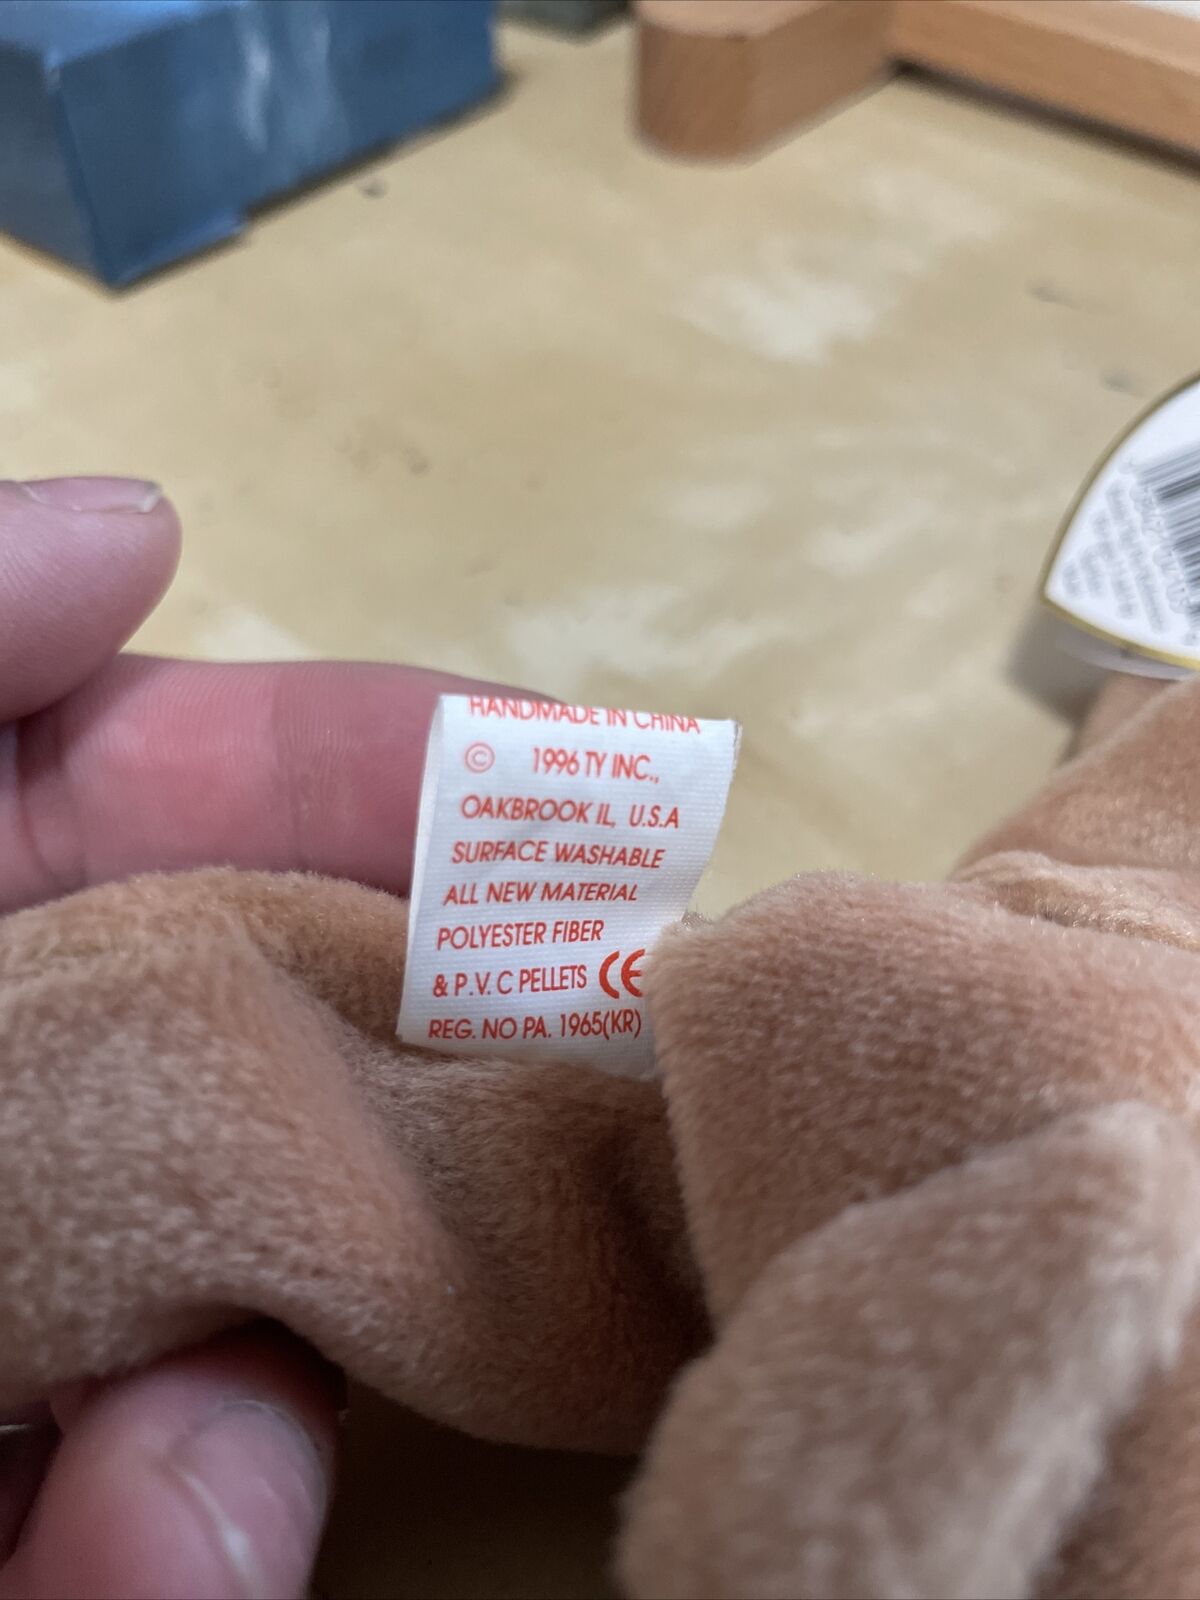 HANDMADE IN CHINA
© 1996 TY INC.,
OAKBROOK IL, U.S.A
SURFACE WASHABLE
ALL NEW MATERIAL
POLYESTER FIBER
& P.V.C PELLETS CE
REG. NO PA. 1965(KR)